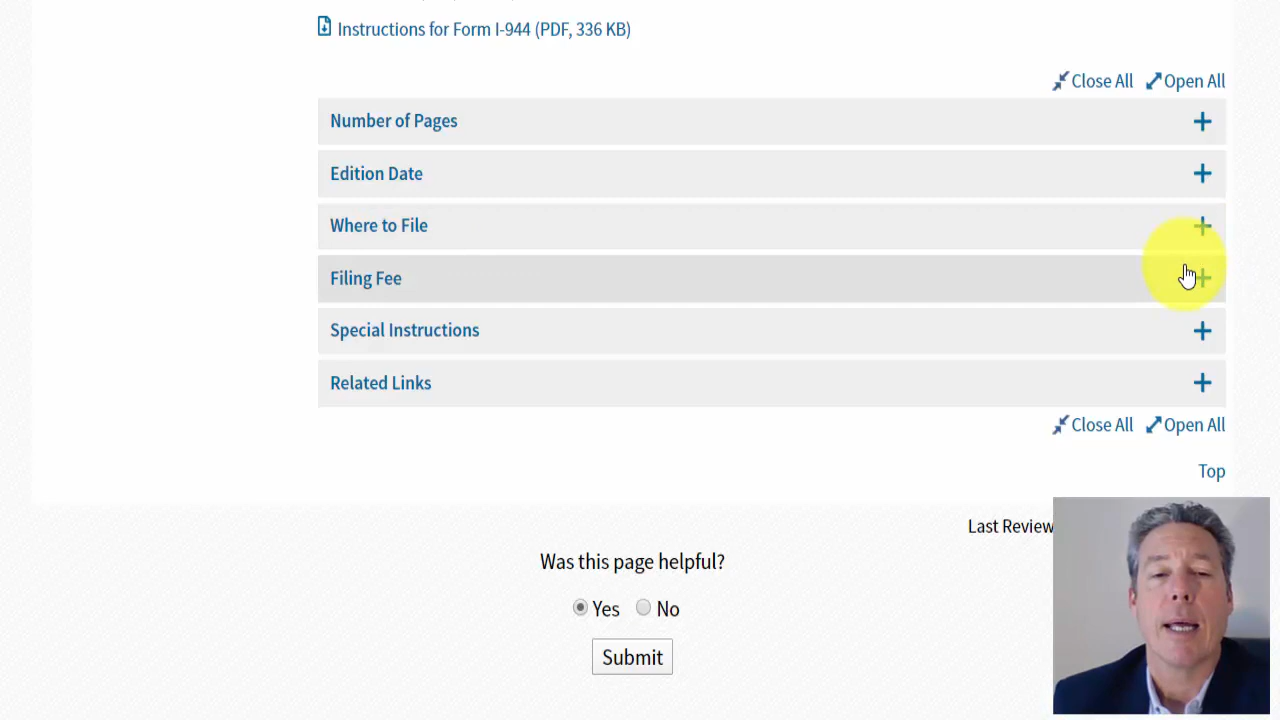 Instructions for Form I-944 (PDF, 336 KB)
Close All Open All
Number of Pages
Edition Date
Where to File
Filing Fee
Special Instructions
Related Links
Close All Open All
Top
Last Review
Was this page helpful?
Yes No
Submit